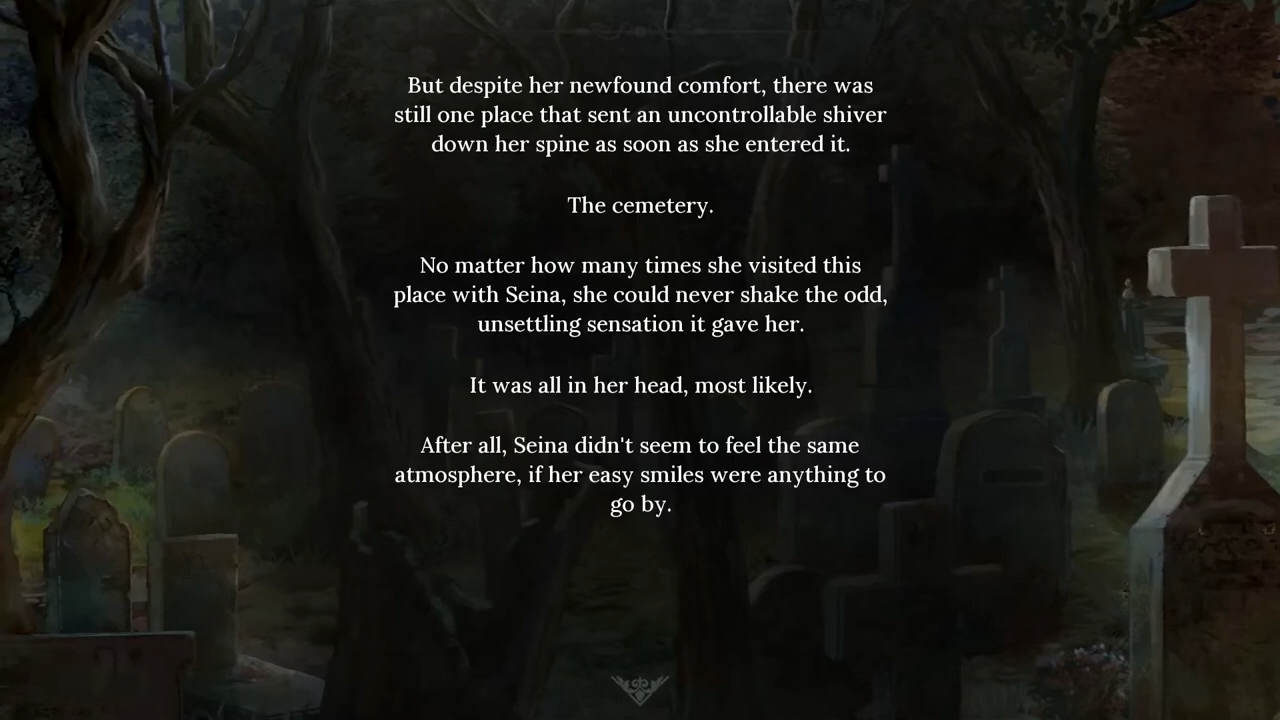 But despite her newfound comfort, there was
still one place that sent an uncontrollable shiver
down her spine as soon as she entered it.
The cemetery.
No matter how many times she visited this
place with Seina, she could never shake the odd,
unsettling sensation it gave her.
It was all in her head, most likely.
After all, Seina didn't seem to feel the same
atmosphere, if her easy smiles were anything to
go by.